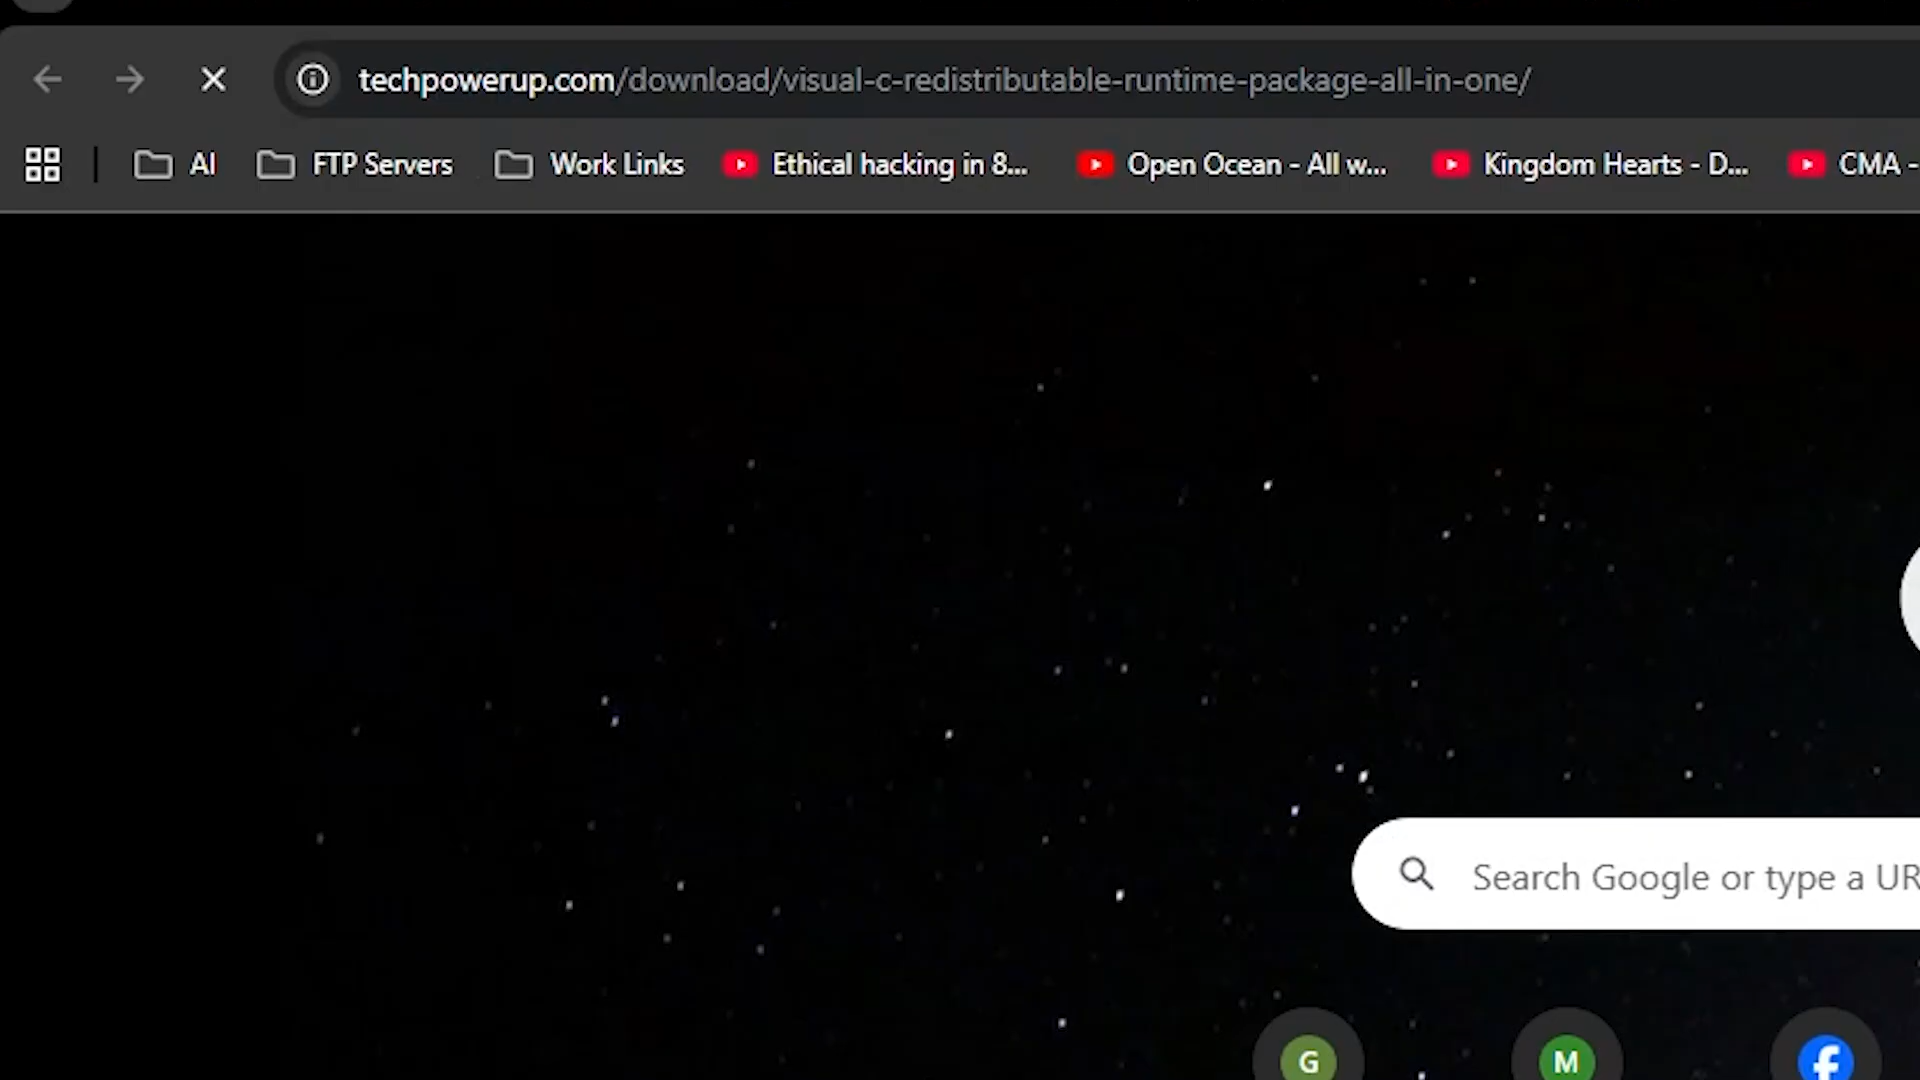 techpowerup.com/download/visual-c-redistributable-runtime-package-all-in-one/
AI FTP Servers Work Links Ethical hacking in 8... Open Ocean - All w... Kingdom Hearts - D... CMA -
Search Google or type a UR
G M